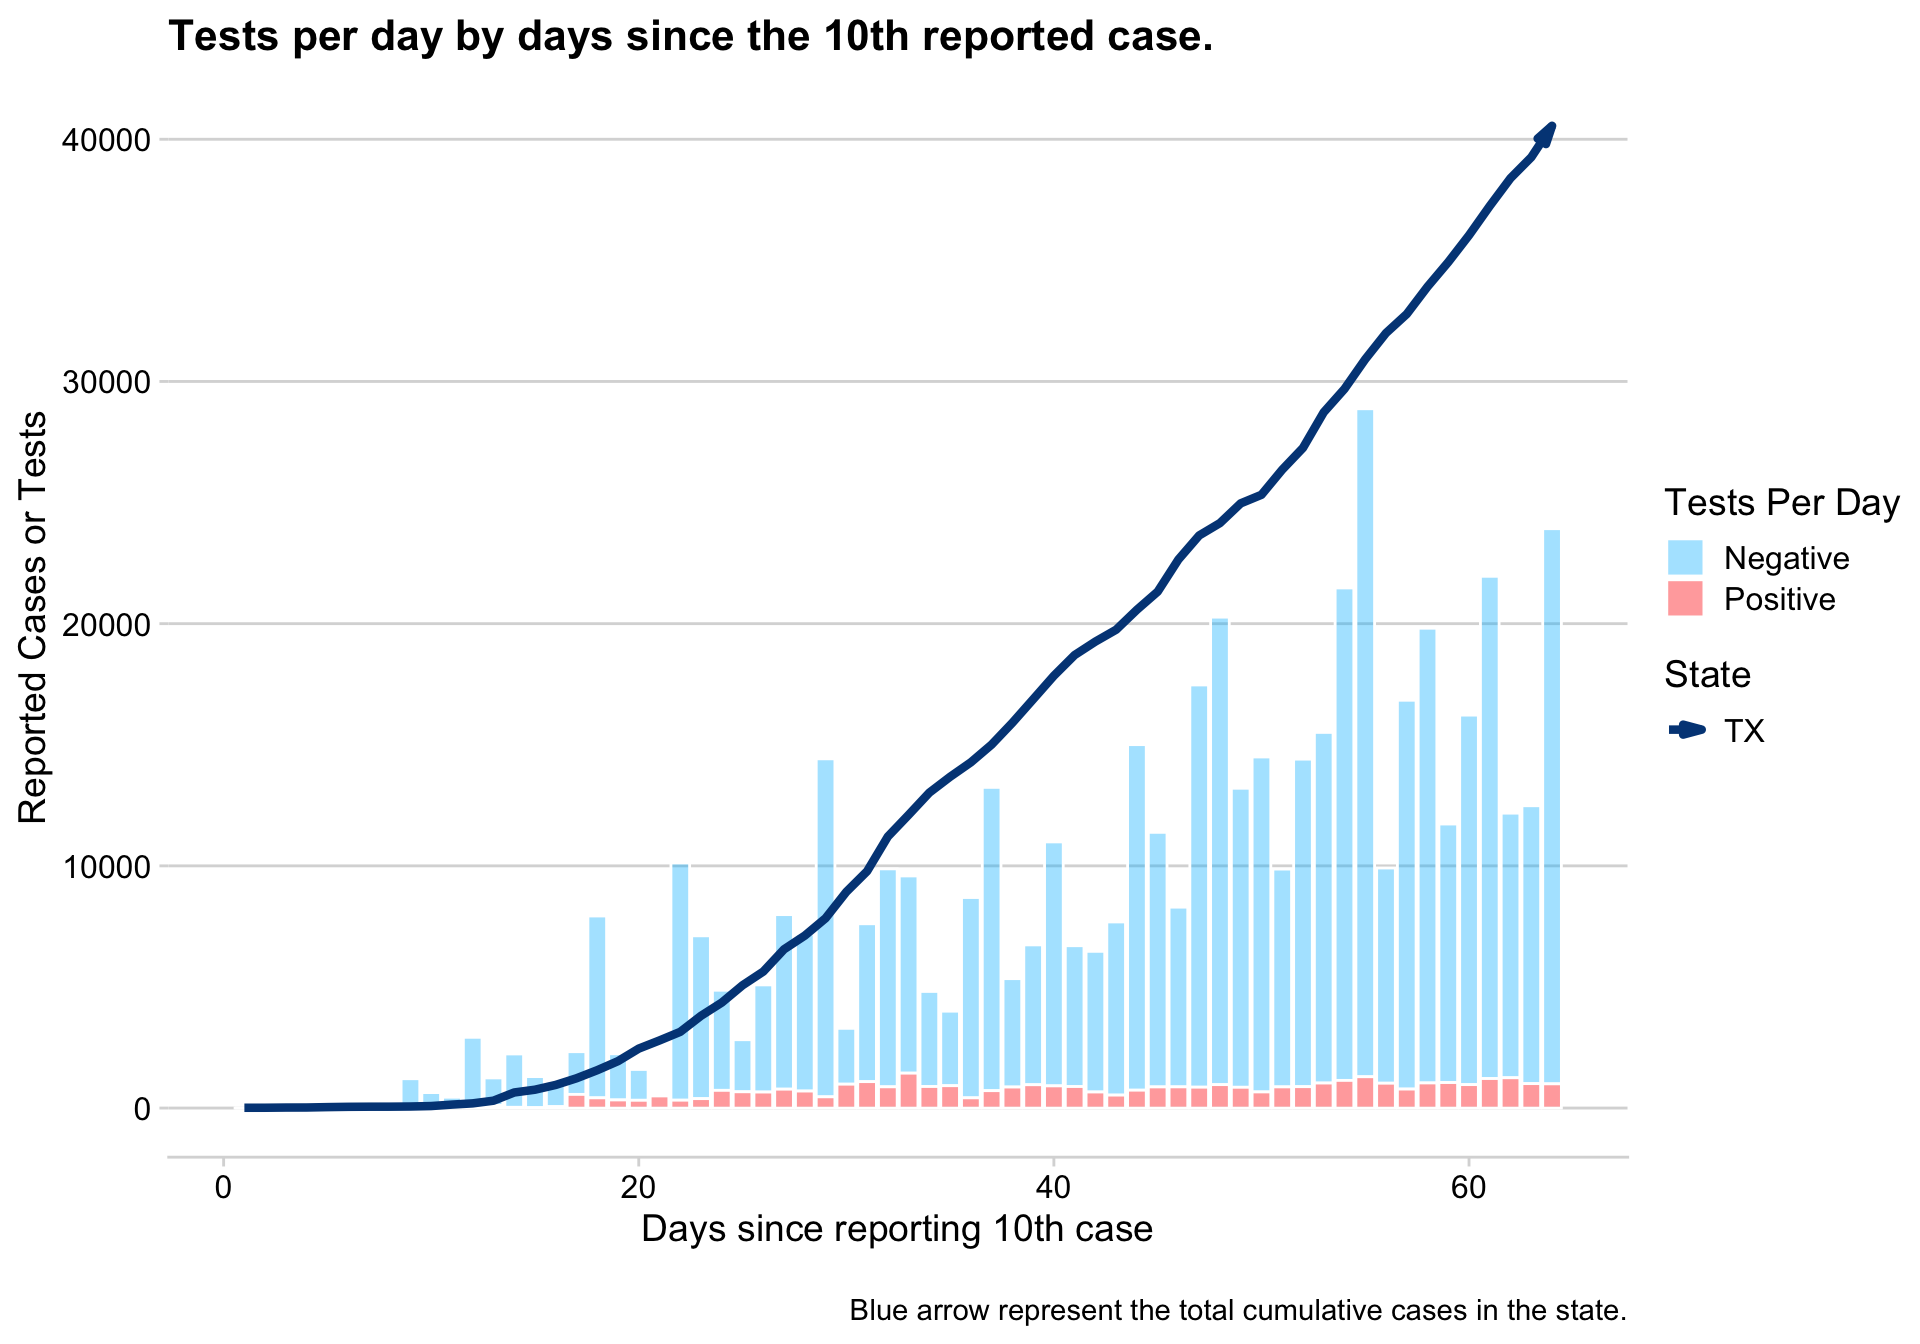 Tests per day by days since the 10th reported case.
40000
30000
20000
10000
0
Reported Cases or Tests
0 20 40 60
Days since reporting 10th case
Tests Per Day
Negative
Positive
State
TX
Blue arrow represent the total cumulative cases in the state.